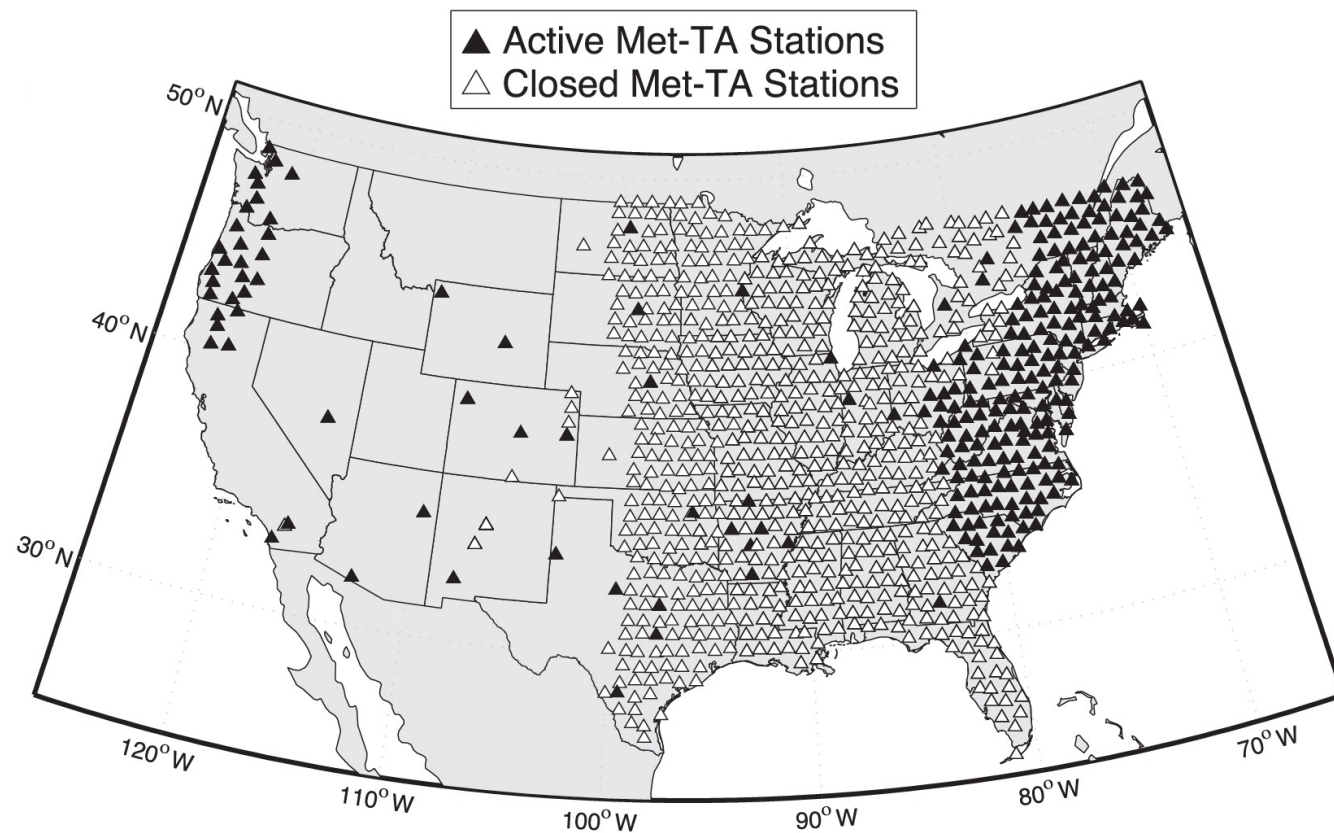 Active Met-TA Stations
Closed Met-TA Stations
50° N
40° N
30° N
120° W
110° W
100° W
90° W
80° W
70° W